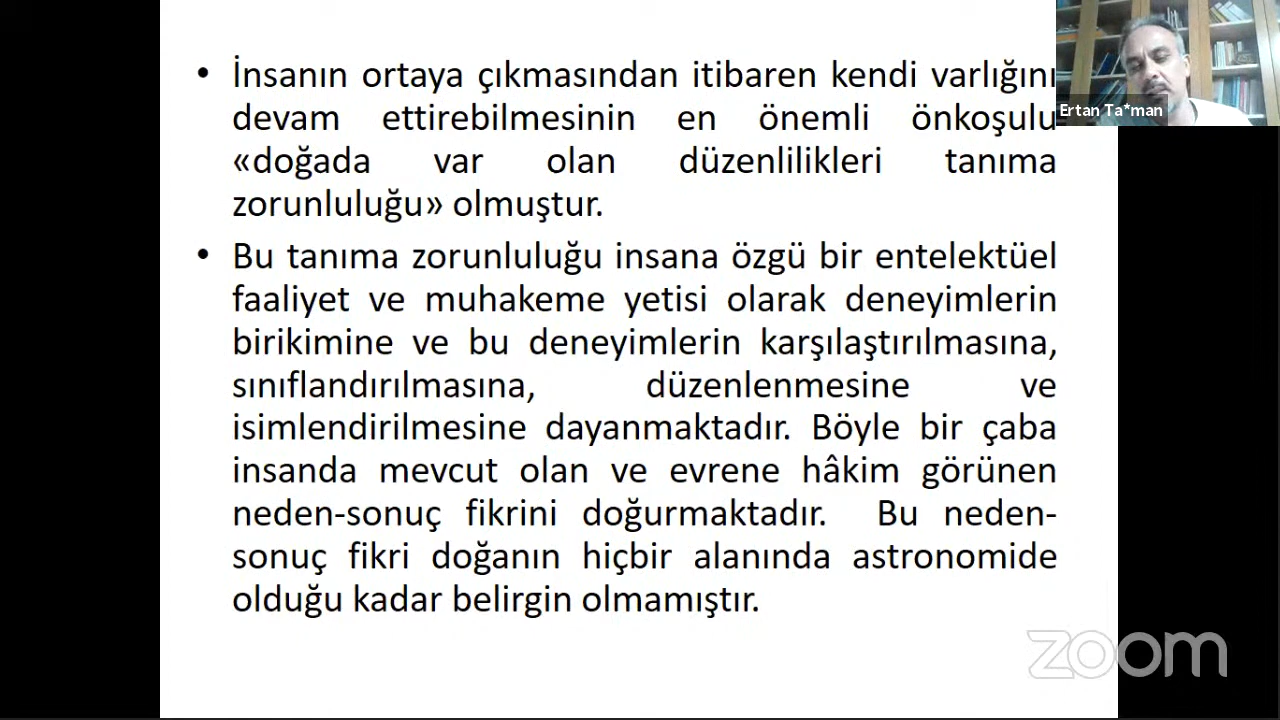 • İnsanın ortaya çıkmasından itibaren kendi varlığını
devam ettirebilmesinin en önemli önkoşulu
«doğada var olan düzenlilikleri tanıma
zorunluluğu» olmuştur.
• Bu tanıma zorunluluğu insana özgü bir entelektüel
faaliyet ve muhakeme yetisi olarak deneyimlerin
birikimine ve bu deneyimlerin karşılaştırılmasına,
sınıflandırılmasına, düzenlenmesine ve
isimlendirilmesine dayanmaktadır. Böyle bir çaba
insanda mevcut olan ve evrene hâkim görünen
neden-sonuç fikrini doğurmaktadır. Bu neden-
sonuç fikri doğanın hiçbir alanında astronomide
olduğu kadar belirgin olmamıştır.
Ertan Ta*man
zoom